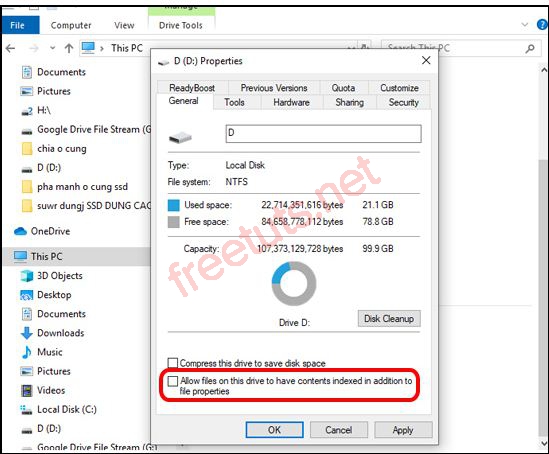 Manage
File
Computer
View
Drive Tools
This PC
Search This PC
Documents
Pictures
H:\
Google Drive File Stream (G
chia o cung
D (D:)
pha manh o cung ssd
suwr dungj SSD DUNG CAC
OneDrive
This PC
3D Objects
Desktop
Documents
Downloads
Music
Pictures
Videos
Local Disk (C:)
D (D:)
Google Drive File Stream (G
D (D:) Properties
ReadyBoost
Previous Versions
Quota
Customize
General
Tools
Hardware
Sharing
Security
D
Type:
Local Disk
File system:
NTFS
Used space:
22,714,351,616 bytes
21.1 GB
Free space:
84,658,778,112 bytes
78.8 GB
Capacity:
107,373,129,728 bytes
99.9 GB
Drive D:
Disk Cleanup
Compress this drive to save disk space
Allow files on this drive to have contents indexed in addition to
file properties
OK
Cancel
Apply
freetuts.net